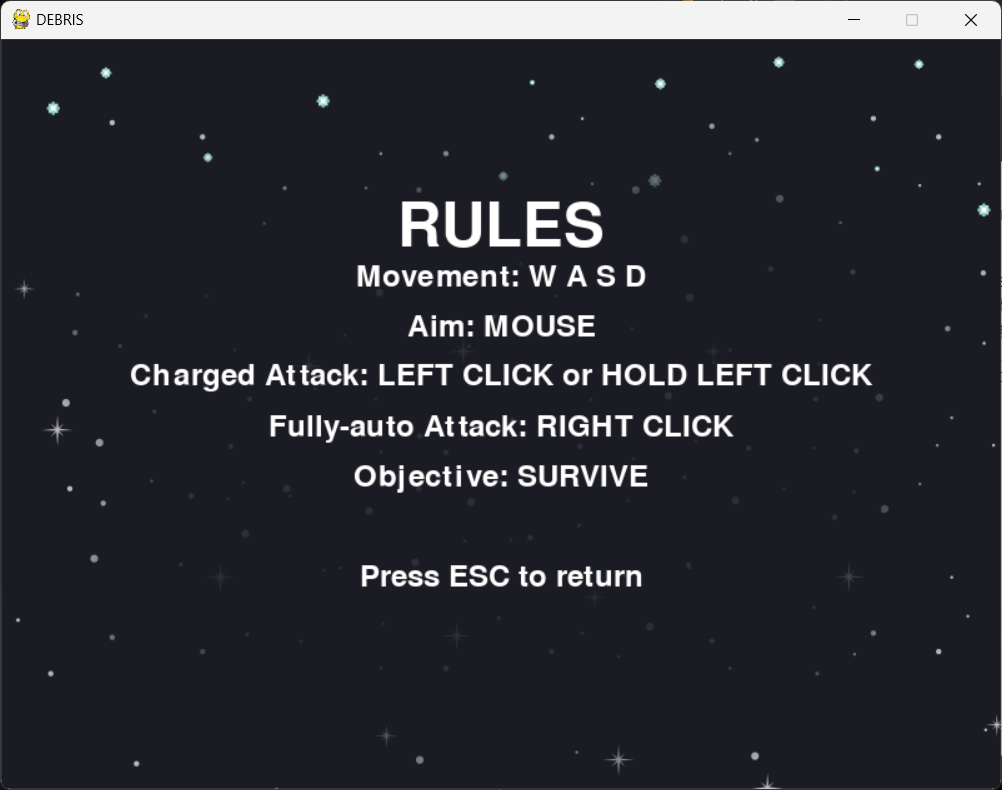 DEBRIS
RULES
Movement: W A S D
Aim: MOUSE
Charged Attack: LEFT CLICK or HOLD LEFT CLICK
Fully-auto Attack: RIGHT CLICK
Objective: SURVIVE
Press ESC to return